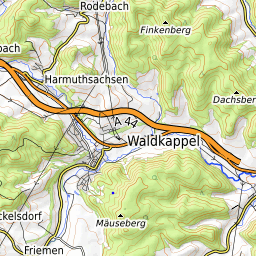 Rodebach
Finkenberg
bach
Harmuthsachsen
Dachsber
A 44
Waldkappel
ckelsdorf
Mäuseberg
Friemen